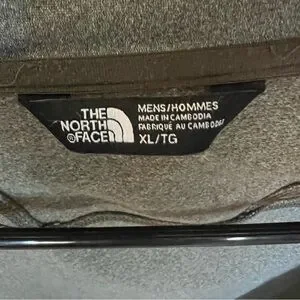 THE
NORTH
FACE
MENS/HOMMES
MADE IN CAMBODIA
FABRIQUÉ AU CAMBODGE
XL/TG